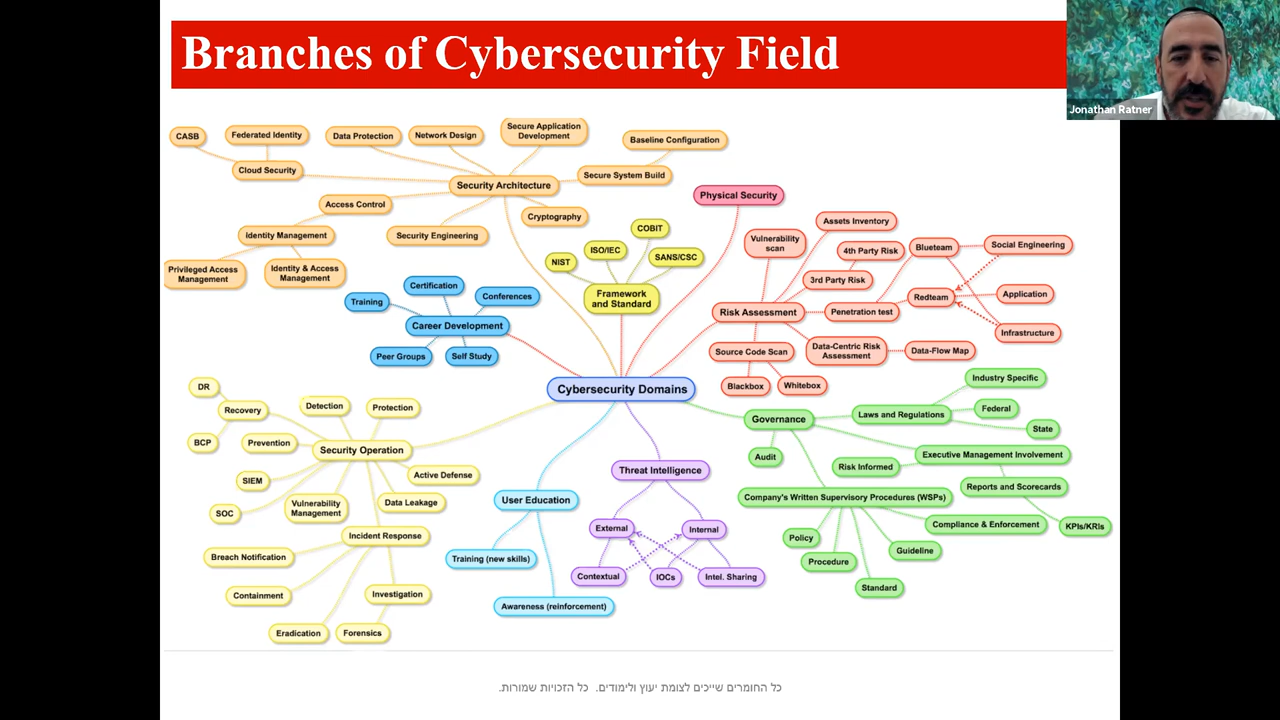 Branches of Cybersecurity Field
Jonathan Ratner
CASB
Federated Identity
Data Protection
Network Design
Secure Application
Development
Baseline Configuration
Cloud Security
Secure System Build
Security Architecture
Access Control
Cryptography
Identity Management
Security Engineering
Privileged Access
Management
Identity & Access
Management
Physical Security
COBIT
ISO/IEC
NIST
SANS/CSC
Framework
and Standard
Certification
Training
Conferences
Career Development
Peer Groups
Self Study
Assets Inventory
Vulnerability
scan
4th Party Risk
Blueteam
Social Engineering
3rd Party Risk
Redteam
Application
Risk Assessment
Penetration test
Infrastructure
Source Code Scan
Data-Centric Risk
Assessment
Data-Flow Map
Blackbox
Whitebox
Cybersecurity Domains
DR
Recovery
Detection
Protection
BCP
Prevention
Security Operation
SIEM
Active Defense
SOC
Vulnerability
Management
Data Leakage
Incident Response
Breach Notification
Containment
Investigation
Eradication
Forensics
User Education
Training (new skills)
Awareness (reinforcement)
Threat Intelligence
External
Internal
Contextual
IOCs
Intel. Sharing
Industry Specific
Governance
Laws and Regulations
Federal
State
Audit
Executive Management Involvement
Risk Informed
Reports and Scorecards
Company's Written Supervisory Procedures (WSPs)
Compliance & Enforcement
KPIs/KRIs
Policy
Procedure
Guideline
Standard
כל החומרים שייכים לצומת יעוץ ולימודים. כל הזכויות שמורות.